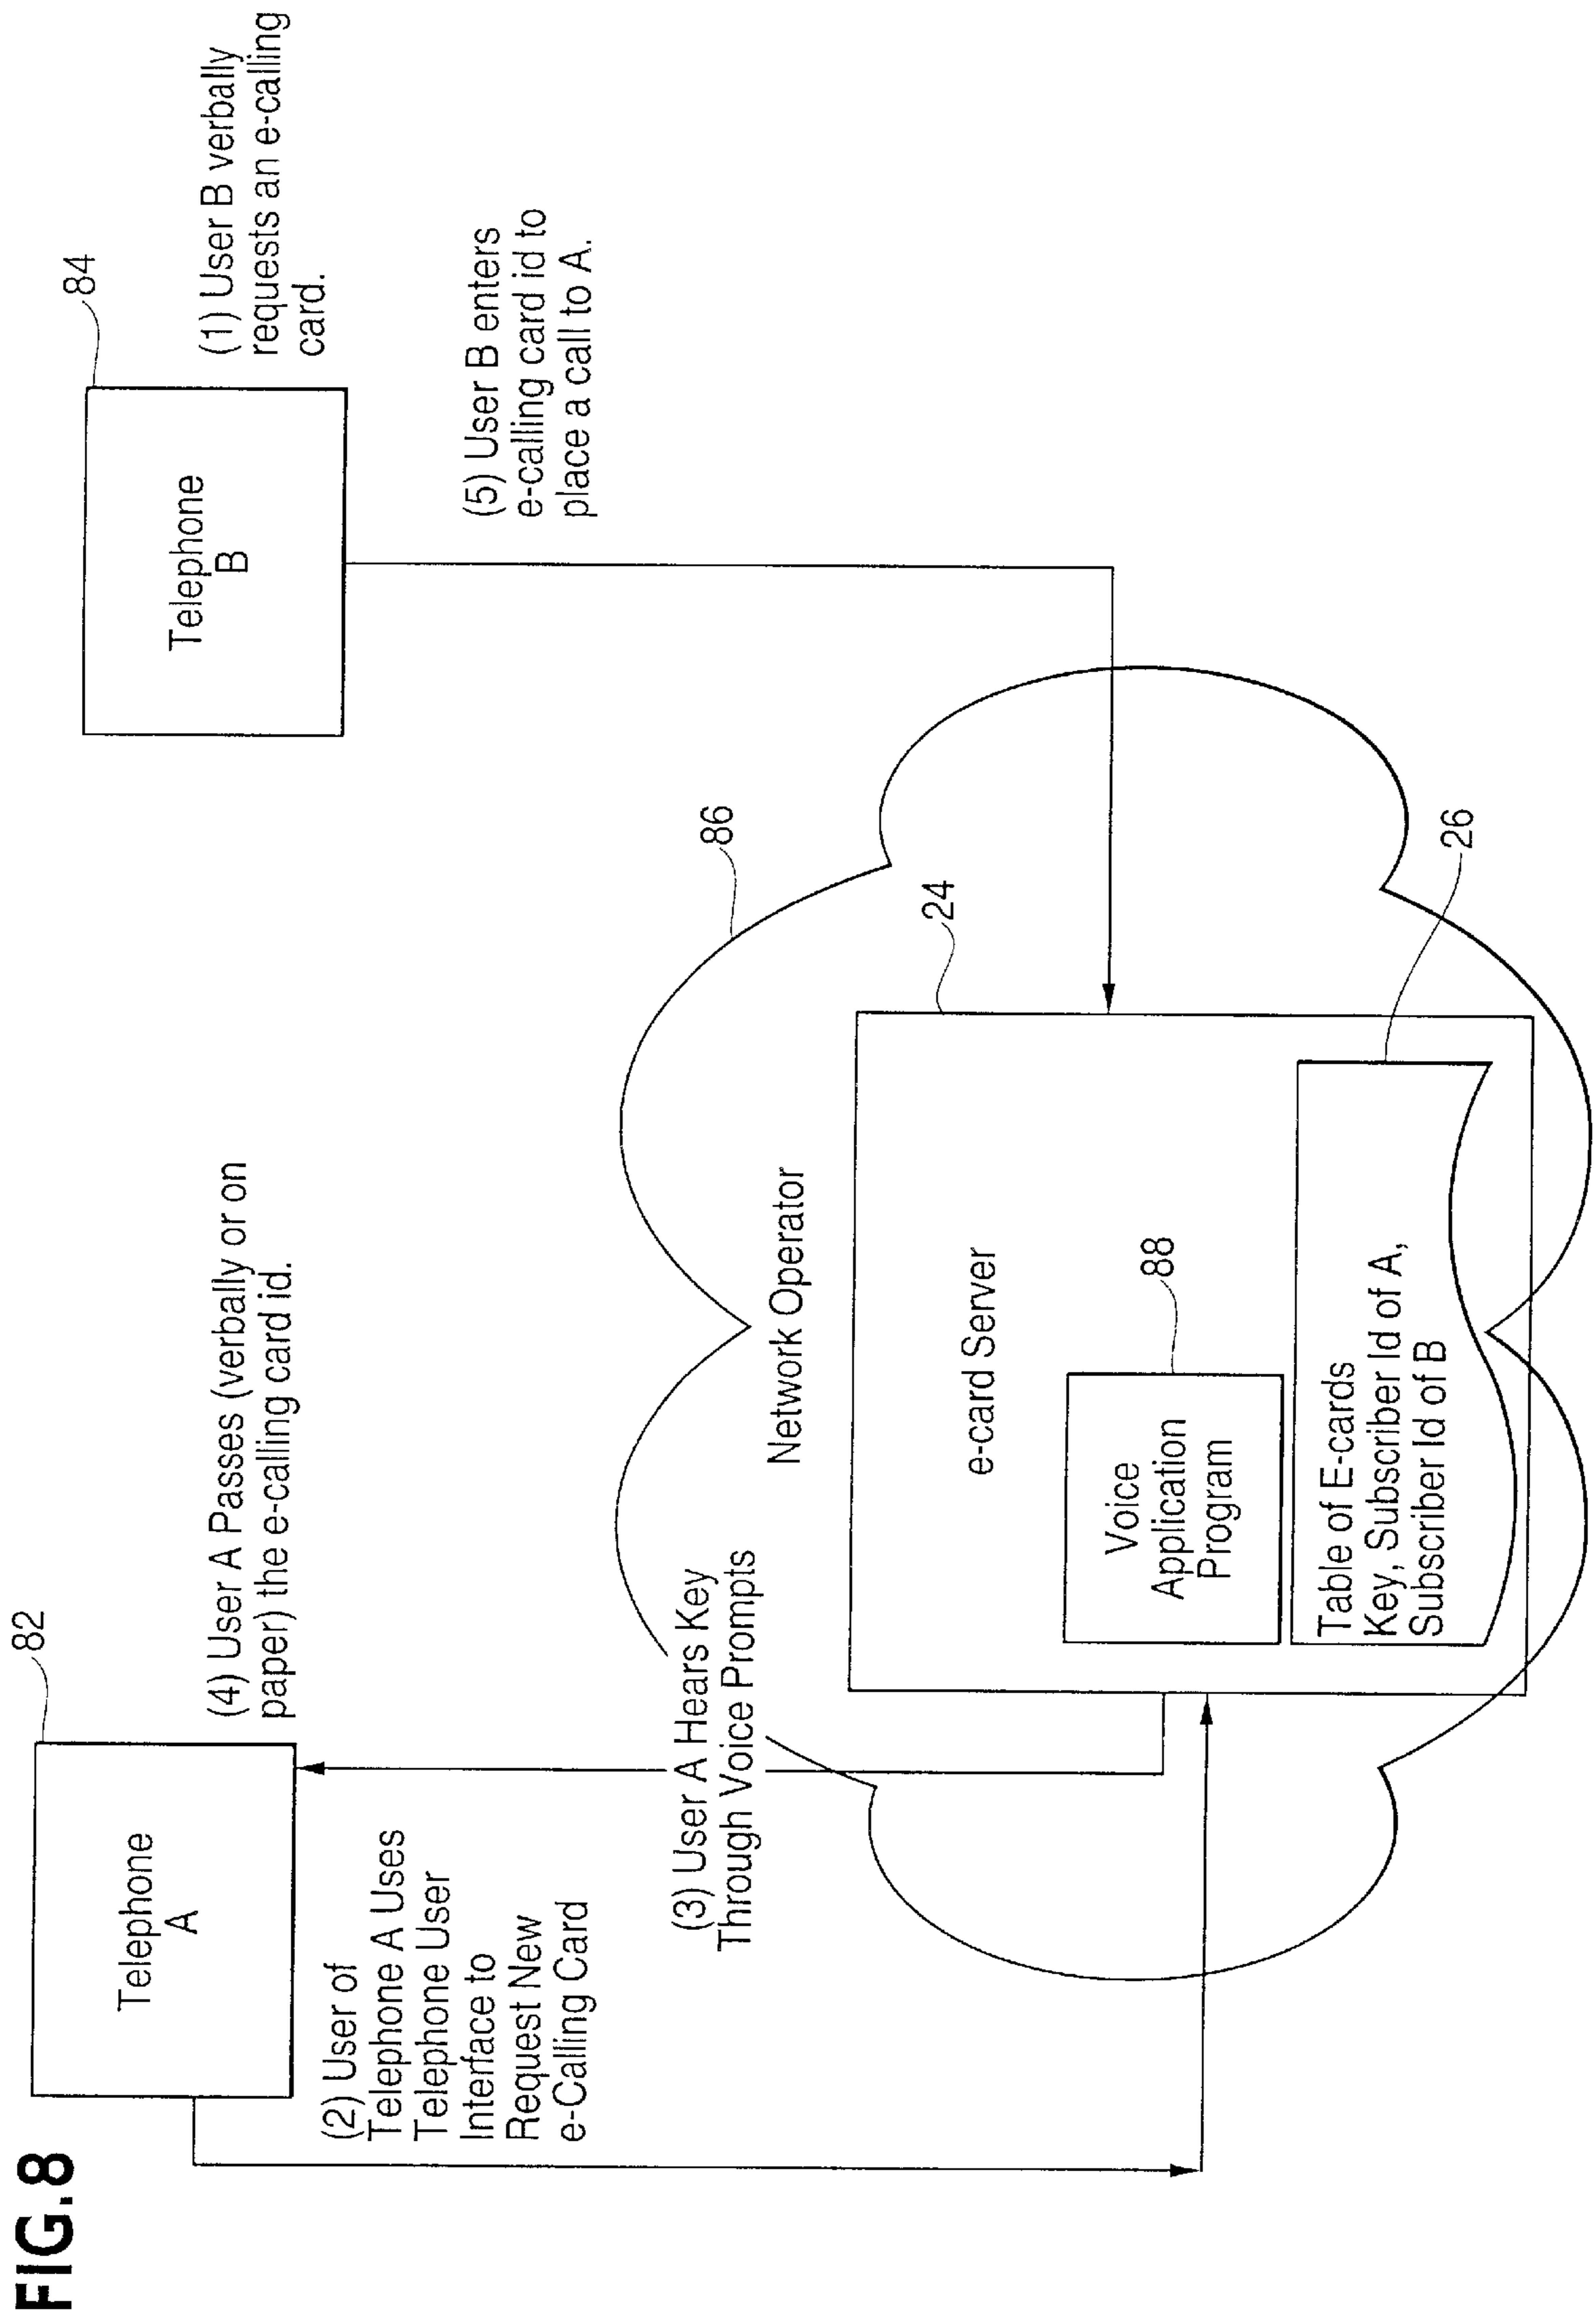 FIG.8
82
Telephone
A
(4) User A Passes (verbally or on
paper) the e-calling card id.
84
Telephone
B
(1) User B verbally
requests an e-calling
card.
(2) User of
Telephone A Uses
Telephone User
Interface to
Request New
e-Calling Card
(5) User B enters
e-calling card id to
place a call to A.
(3) User A Hears Key
Through Voice Prompts
86
Network Operator
24
e-card Server
88
Voice
Application
Program
26
Table of E-cards
Key, Subscriber Id of A,
Subscriber Id of B